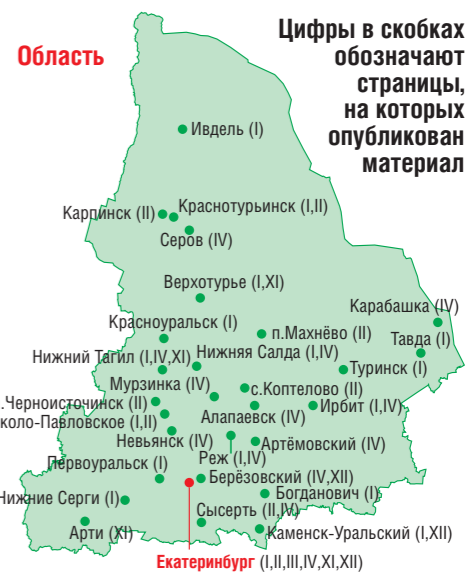 Цифры в скобках
обозначают
страницы,
на которых
опубликован
материал
Область
Ивдель (I)
Карпинск (II)
Краснотурьинск (I,II)
Серов (IV)
Верхотурье (I,XI)
Карабашка (IV)
Красноуральск (I)
п.Махнёво (II)
Тавда (I)
Нижний Тагил (I,IV,XI)
Нижняя Салда (I,IV)
Туринск (I)
Мурзинка (IV)
с.Коптелово (II)
.Черноисточинск (II)
Алапаевск (IV)
Ирбит (I,IV)
коло-Павловское (I,II)
Невьянск (IV)
Артёмовский (IV)
Реж (I,IV)
Первоуральск (I)
Берёзовский (IV,XII)
Богданович (I)
Нижние Серги (I)
Сысерть (II,IV)
Арти (XI)
Каменск-Уральский (I,XII)
Екатеринбург (I,II,III,IV,XI,XII)